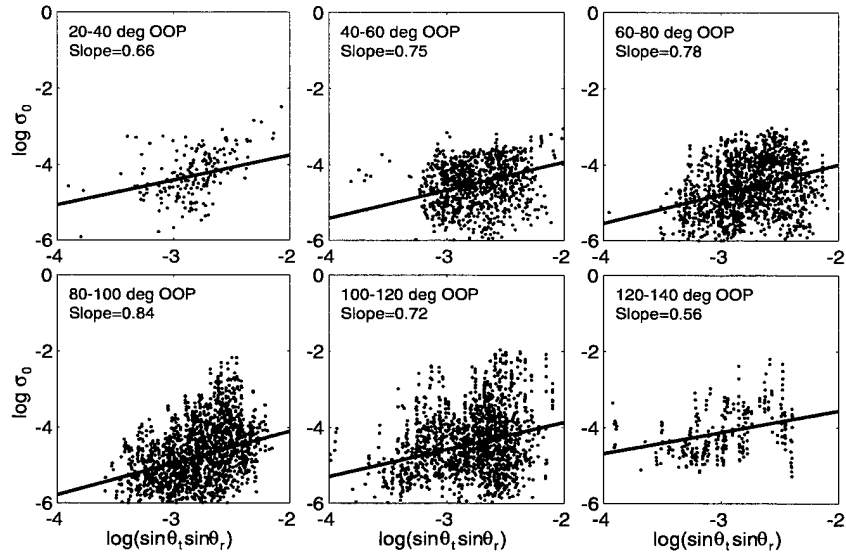 20-40 deg OOP
Slope=0.66
40-60 deg OOP
Slope=0.75
60-80 deg OOP
Slope=0.78
0
-2
-4
-6
log σ₀
-4
-3
-2
0
-2
-4
-6
-4
-3
-2
0
-2
-4
-6
-4
-3
-2
80-100 deg OOP
Slope=0.84
100-120 deg OOP
Slope=0.72
120-140 deg OOP
Slope=0.56
0
-2
-4
-6
log σ₀
-4
-3
-2
log(sinθₜsinθᵣ)
0
-2
-4
-6
-4
-3
-2
log(sinθₜsinθᵣ)
0
-2
-4
-6
-4
-3
-2
log(sinθₜsinθᵣ)